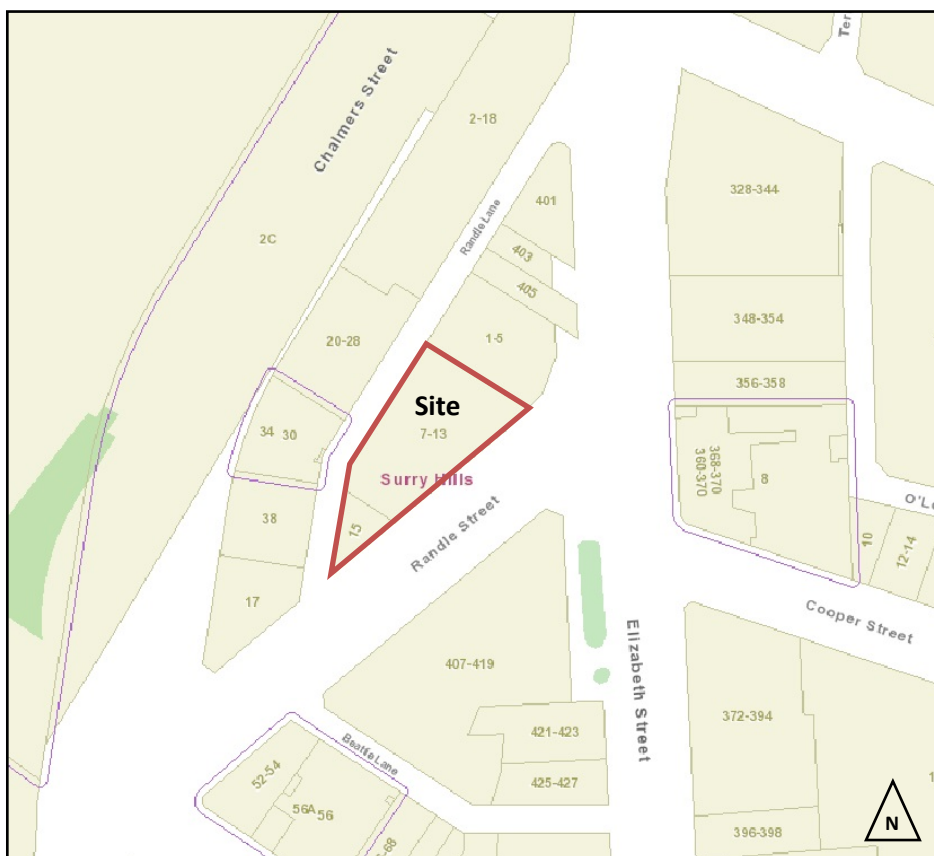 Chalmers Street
Ter
2-18
401
328-344
Randle Lane
403
2C
405
348-354
1-5
20-28
356-358
Site
7-13
34 30
368-370
360-370
8
Surry Hills
O'L
38
15
Randle Street
10
12-14
17
Cooper Street
407-419
Elizabeth Street
372-394
421-423
Beattie Lane
52-54
425-427
56A 56
N
396-398
-68